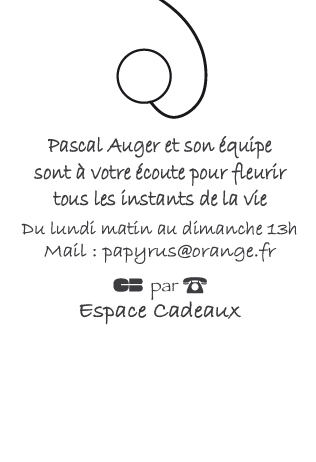 Pascal Auger et son équipe
sont à votre écoute pour fleurir
tous les instants de la vie
Du lundi matin au dimanche 13h
Mail : papyrus@orange.fr
CB par ☎
Espace Cadeaux